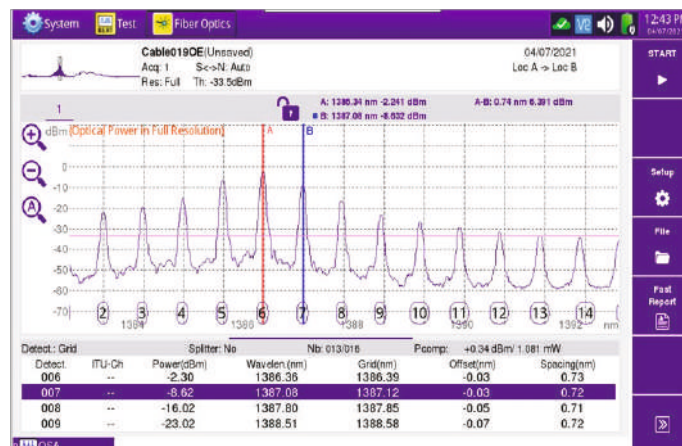 System Test Fiber Optics 12:43 P
04/07/2021
Cable019OE(Unsaved) 04/07/2021
Acq: 1 S<->N: Auto Loc A -> Loc B
Res: Full Th: -33.5dBm
START
1
A: 1386.34 nm -2.241 dBm A-B: 0.74 nm 6.391 dBm
B: 1387.08 nm -8.632 dBm
dBm (Optical Power in Full Resolution) A B
0
-10
-20
-30
-40
-50
-60
-70
2 3 4 5 6 7 8 9 10 11 12 13 14
1384 1386 1388 1390 1392 nm
Setup
File
Fast
Report
Detect.: Grid Splitter: No Nb: 013/016 Pcomp: +0.34 dBm/ 1.081 mW
Detect. ITU-Ch Power(dBm) Wavelen.(nm) Grid(nm) Offset(nm) Spacing(nm)
006 -- -2.30 1386.36 1386.39 -0.03 0.73
007 -- -8.62 1387.08 1387.12 -0.03 0.72
008 -- -16.02 1387.80 1387.85 -0.05 0.71
009 -- -23.02 1388.51 1388.58 -0.07 0.72
OSA